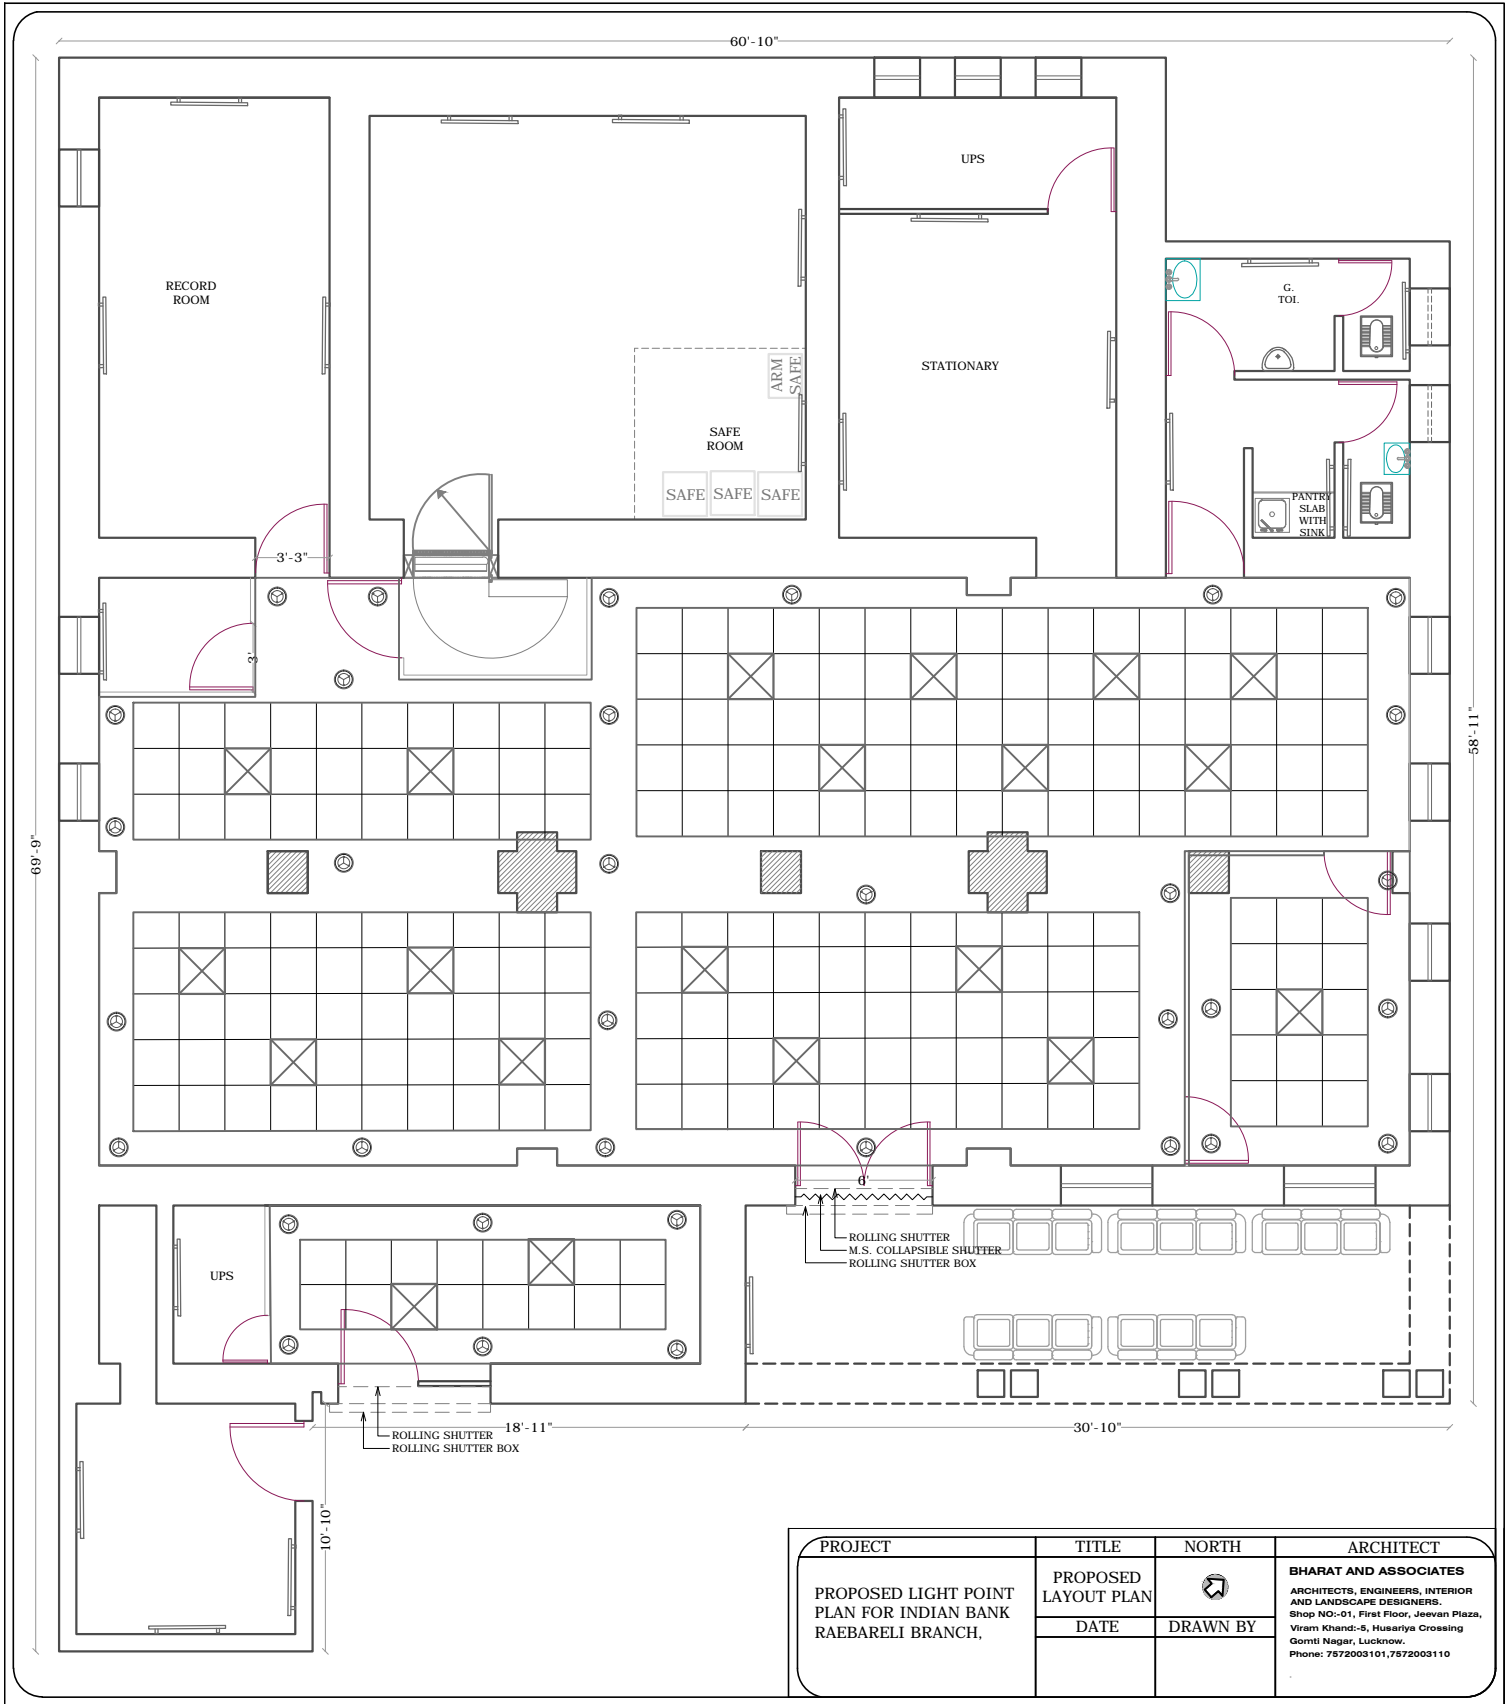 60'-10"
UPS
RECORD
ROOM
G.
TOI.
ARM
SAFE
STATIONARY
SAFE
ROOM
SAFE
SAFE
SAFE
PANTRY
SLAB
WITH
SINK
3'-3"
3'
58'-11"
69'-9"
6'
ROLLING SHUTTER
M.S. COLLAPSIBLE SHUTTER
ROLLING SHUTTER BOX
UPS
18'-11"
30'-10"
ROLLING SHUTTER
ROLLING SHUTTER BOX
10'-10"
PROJECT
TITLE
NORTH
ARCHITECT
PROPOSED LIGHT POINT
PLAN FOR INDIAN BANK
RAEBARELI BRANCH,
PROPOSED
LAYOUT PLAN
DATE
DRAWN BY
BHARAT AND ASSOCIATES
ARCHITECTS, ENGINEERS, INTERIOR
AND LANDSCAPE DESIGNERS.
Shop NO:-01, First Floor, Jeevan Plaza,
Viram Khand:-5, Husariya Crossing
Gomti Nagar, Lucknow.
Phone: 7572003101,7572003110